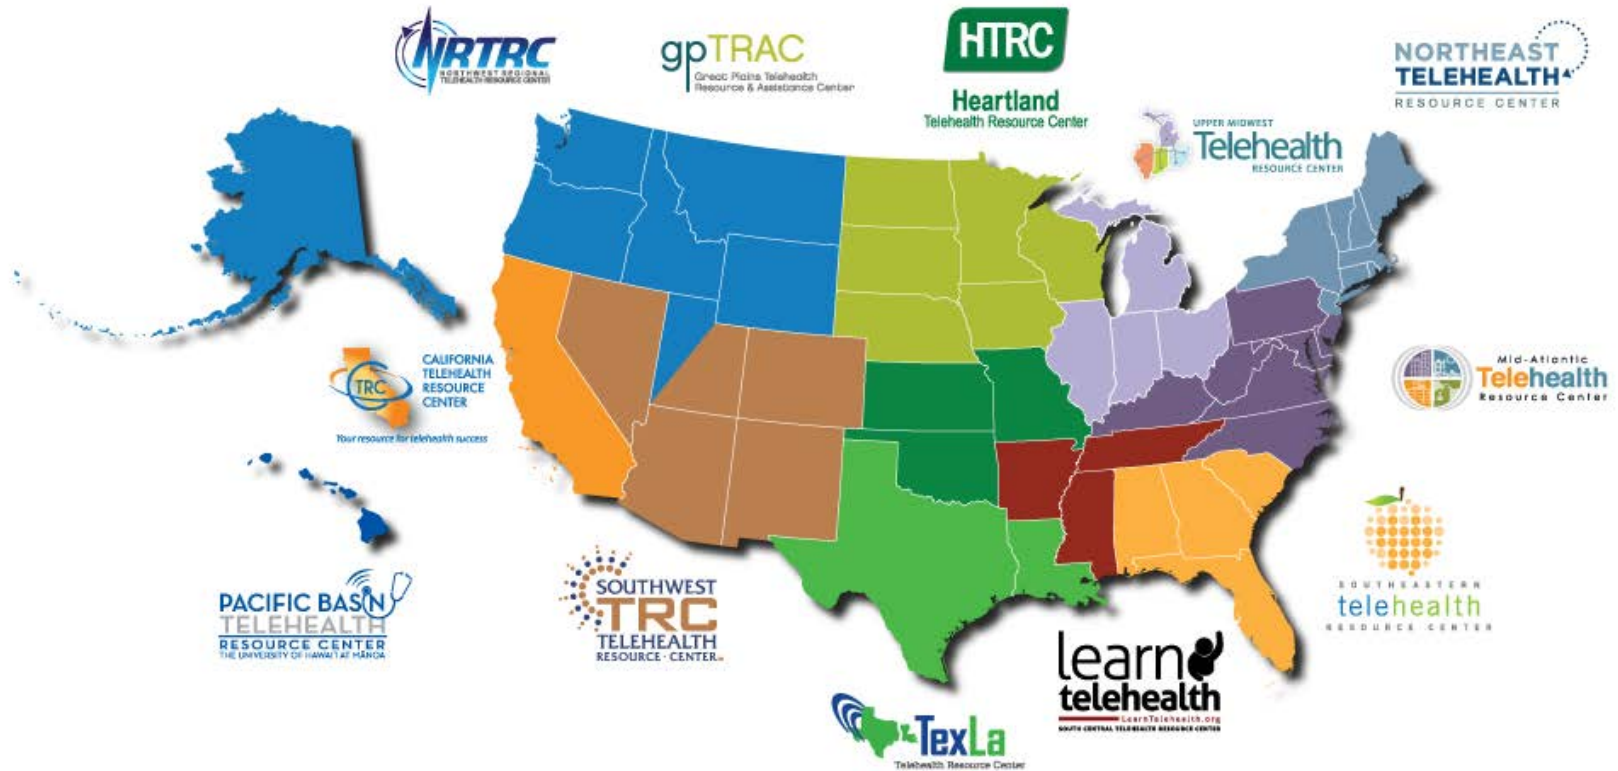 NRTRC
NORTHWEST REGIONAL
TELEHEALTH RESOURCE CENTER
gpTRAC
Great Plains Telehealth
Resource & Assistance Center
HTRC
Heartland
Telehealth Resource Center
UPPER MIDWEST
Telehealth
RESOURCE CENTER
NORTHEAST
TELEHEALTH
RESOURCE CENTER
TRC
CALIFORNIA
TELEHEALTH
RESOURCE
CENTER
Your resource for telehealth success
Mid-Atlantic
Telehealth
Resource Center
PACIFIC BASIN
TELEHEALTH
RESOURCE CENTER
THE UNIVERSITY OF HAWAI'I AT MĀNOA
SOUTHWEST
TRC
TELEHEALTH
RESOURCE · CENTER
SOUTHEASTERN
telehealth
RESOURCE CENTER
learn
telehealth
LearnTelehealth.org
SOUTH CENTRAL TELEHEALTH RESOURCE CENTER
TexLa
Telehealth Resource Center